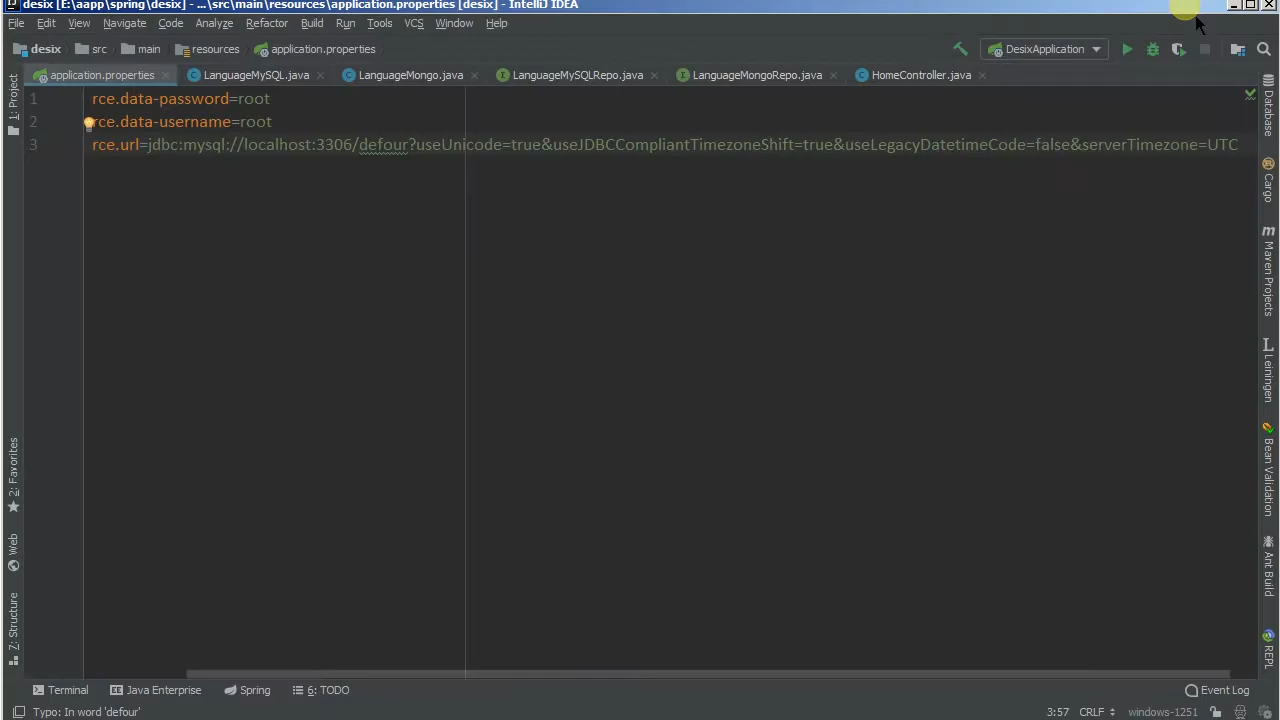 desix [E:\aapp\spring\desix] - ...\src\main\resources\application.properties [desix] - IntelliJ IDEA
File Edit View Navigate Code Analyze Refactor Build Run Tools VCS Window Help
desix src main resources application.properties DesixApplication
application.properties LanguageMySQL.java LanguageMongo.java LanguageMySQLRepo.java LanguageMongoRepo.java HomeController.java
1 rce.data-password=root
2 rce.data-username=root
3 rce.url=jdbc:mysql://localhost:3306/defour?useUnicode=true&useJDBCCompliantTimezoneShift=true&useLegacyDatetimeCode=false&serverTimezone=UTC
1: Project
2: Favorites
Web
7: Structure
Database
Cargo
m
Maven Projects
L
Leiningen
Bean Validation
Ant Build
REPL
Terminal Java Enterprise Spring 6: TODO Event Log
Typo: In word 'defour' 3:57 CRLF windows-1251